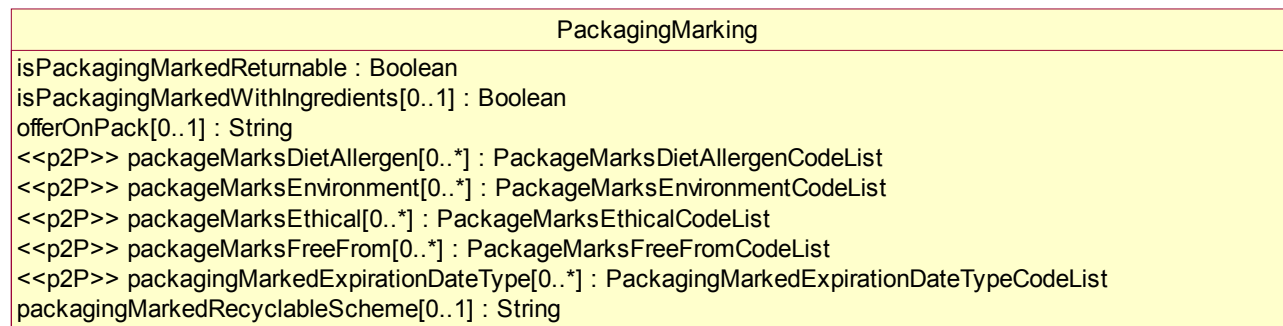 PackagingMarking
isPackagingMarkedReturnable : Boolean
isPackagingMarkedWithIngredients[0..1] : Boolean
offerOnPack[0..1] : String
<<p2P>> packageMarksDietAllergen[0..*] : PackageMarksDietAllergenCodeList
<<p2P>> packageMarksEnvironment[0..*] : PackageMarksEnvironmentCodeList
<<p2P>> packageMarksEthical[0..*] : PackageMarksEthicalCodeList
<<p2P>> packageMarksFreeFrom[0..*] : PackageMarksFreeFromCodeList
<<p2P>> packagingMarkedExpirationDateType[0..*] : PackagingMarkedExpirationDateTypeCodeList
packagingMarkedRecyclableScheme[0..1] : String